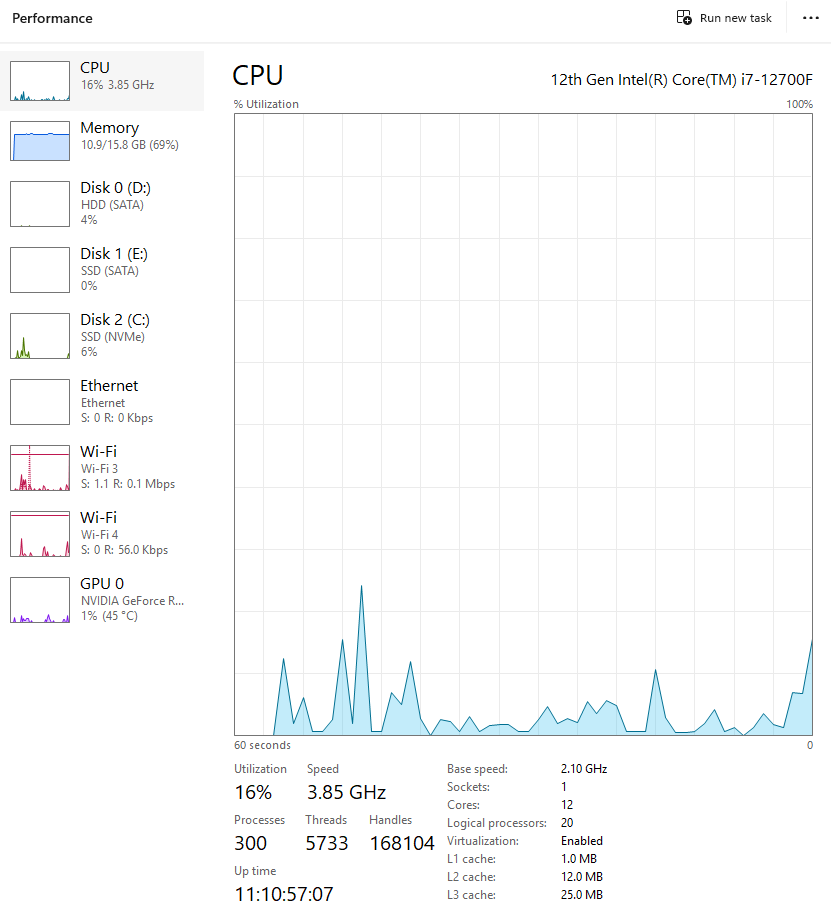 Performance
Run new task
CPU
16% 3.85 GHz
Memory
10.9/15.8 GB (69%)
Disk 0 (D:)
HDD (SATA)
4%
Disk 1 (E:)
SSD (SATA)
0%
Disk 2 (C:)
SSD (NVMe)
6%
Ethernet
Ethernet
S: 0 R: 0 Kbps
Wi-Fi
Wi-Fi 3
S: 1.1 R: 0.1 Mbps
Wi-Fi
Wi-Fi 4
S: 0 R: 56.0 Kbps
GPU 0
NVIDIA GeForce R...
1% (45 °C)
CPU
12th Gen Intel(R) Core(TM) i7-12700F
% Utilization
100%
60 seconds
0
Utilization
Speed
16%
3.85 GHz
Processes
Threads
Handles
300
5733
168104
Up time
11:10:57:07
Base speed: 2.10 GHz
Sockets: 1
Cores: 12
Logical processors: 20
Virtualization: Enabled
L1 cache: 1.0 MB
L2 cache: 12.0 MB
L3 cache: 25.0 MB